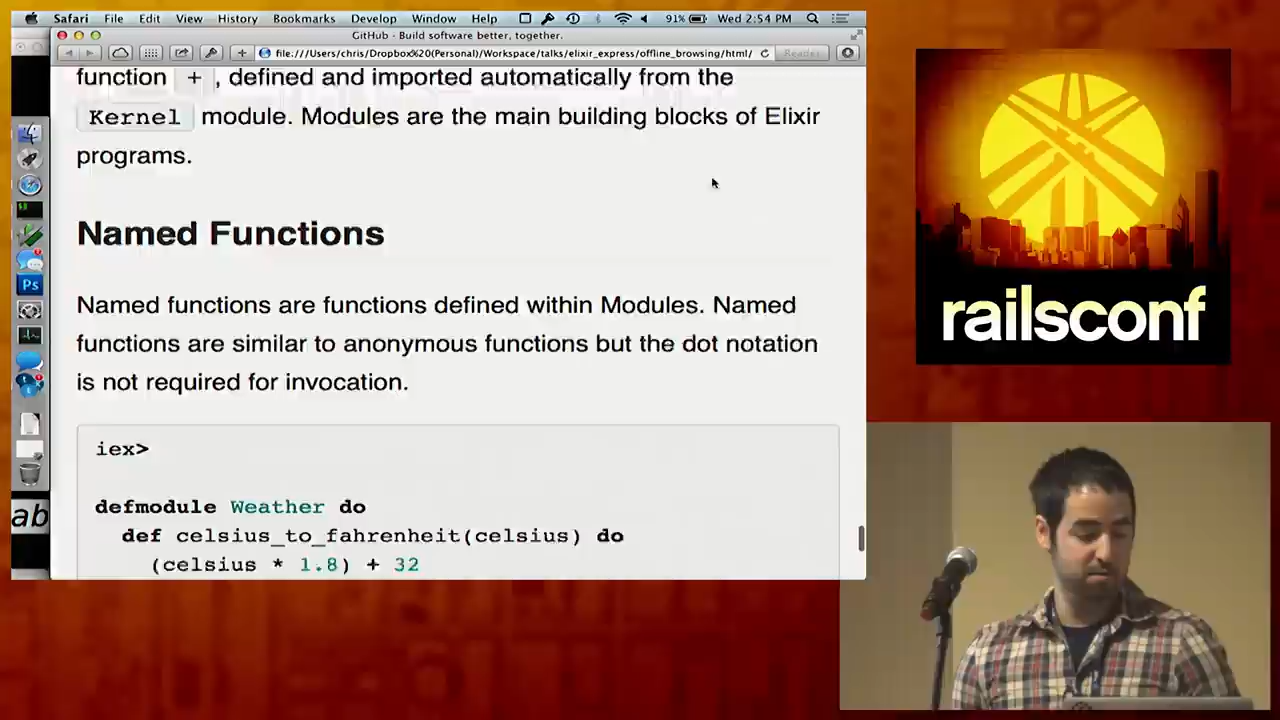 Safari File Edit View History Bookmarks Develop Window Help 91% Wed 2:54 PM
GitHub - Build software better, together.
file:///Users/chris/Dropbox%20(Personal)/Workspace/talks/elixir_express/offline_browsing/html/ Reader
function + , defined and imported automatically from the
Kernel module. Modules are the main building blocks of Elixir
programs.
Named Functions
Named functions are functions defined within Modules. Named
functions are similar to anonymous functions but the dot notation
is not required for invocation.
iex>
defmodule Weather do
def celsius_to_fahrenheit(celsius) do
(celsius * 1.8) + 32
Ps
ab
railsconf